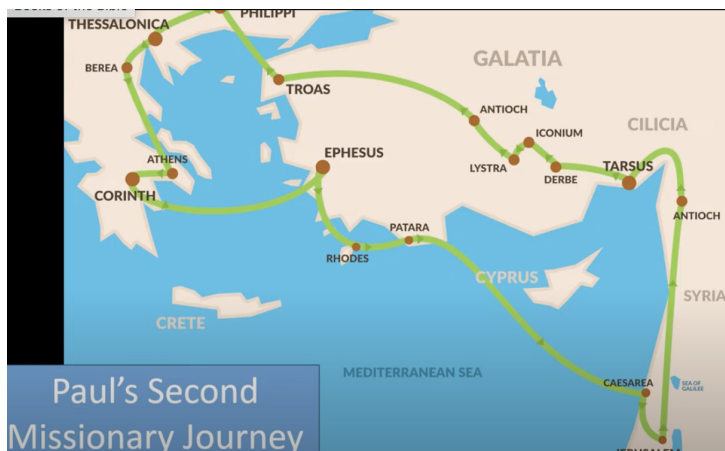 PHILIPPI
THESSALONICA
BEREA
TROAS
GALATIA
ANTIOCH
ICONIUM
CILICIA
LYSTRA
DERBE
TARSUS
ATHENS
EPHESUS
CORINTH
ANTIOCH
PATARA
RHODES
CYPRUS
SYRIA
CRETE
MEDITERRANEAN SEA
CAESAREA
SEA OF
GALILEE
JERUSALEM
Paul's Second
Missionary Journey